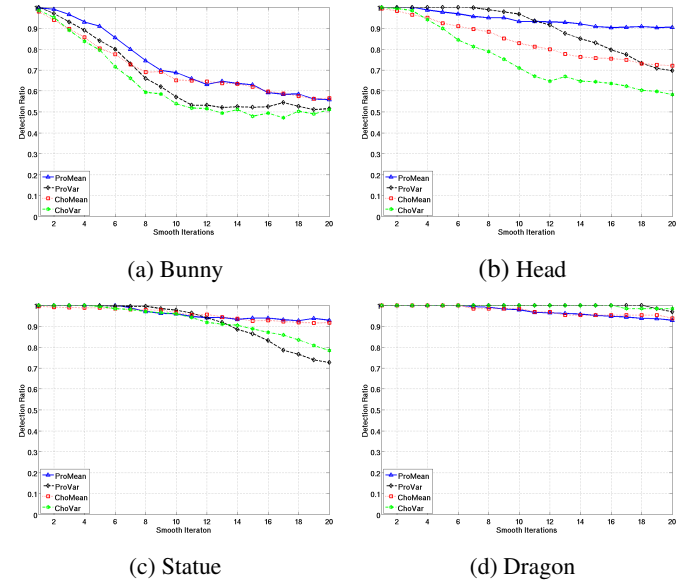 1
0.9
0.8
0.7
0.6
0.5
0.4
0.3
0.2
0.1
0
Detection Ratio
ProMean
ProVar
ChoMean
ChoVar
2 4 6 8 10 12 14 16 18 20
Smooth Iterations
(a) Bunny
1
0.9
0.8
0.7
0.6
0.5
0.4
0.3
0.2
0.1
0
Detection Ratio
ProMean
ProVar
ChoMean
ChoVar
2 4 6 8 10 12 14 16 18 20
Smooth Iterations
(b) Head
1
0.9
0.8
0.7
0.6
0.5
0.4
0.3
0.2
0.1
0
Detection Ratio
ProMean
ProVar
ChoMean
ChoVar
2 4 6 8 10 12 14 16 18 20
Smooth Iteraton
(c) Statue
1
0.9
0.8
0.7
0.6
0.5
0.4
0.3
0.2
0.1
0
Detection Ratio
ProMean
ProVar
ChoMean
ChoVar
2 4 6 8 10 12 14 16 18 20
Smooth Iterations
(d) Dragon